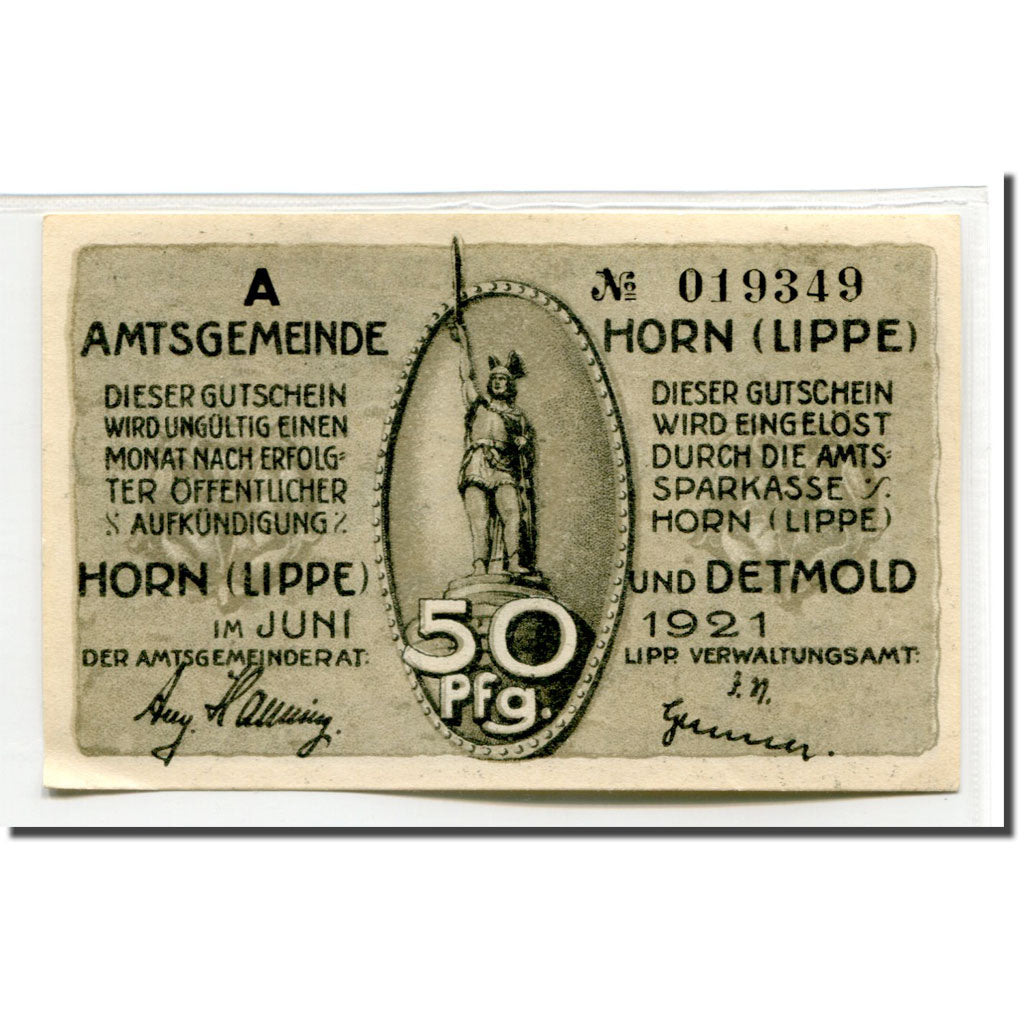 A
AMTSGEMEINDE
DIESER GUTSCHEIN
WIRD UNGÜLTIG EINEN
MONAT NACH ERFOLG=
TER ÖFFENTLICHER
AUFKÜNDIGUNG
№ 019349
HORN (LIPPE)
DIESER GUTSCHEIN
WIRD EINGELÖST
DURCH DIE AMTS=
SPARKASSE
HORN (LIPPE)
HORN (LIPPE) UND DETMOLD
IM JUNI 1921
DER AMTSGEMEINDERAT:
LIPP. VERWALTUNGSAMT:
50
Pfg.